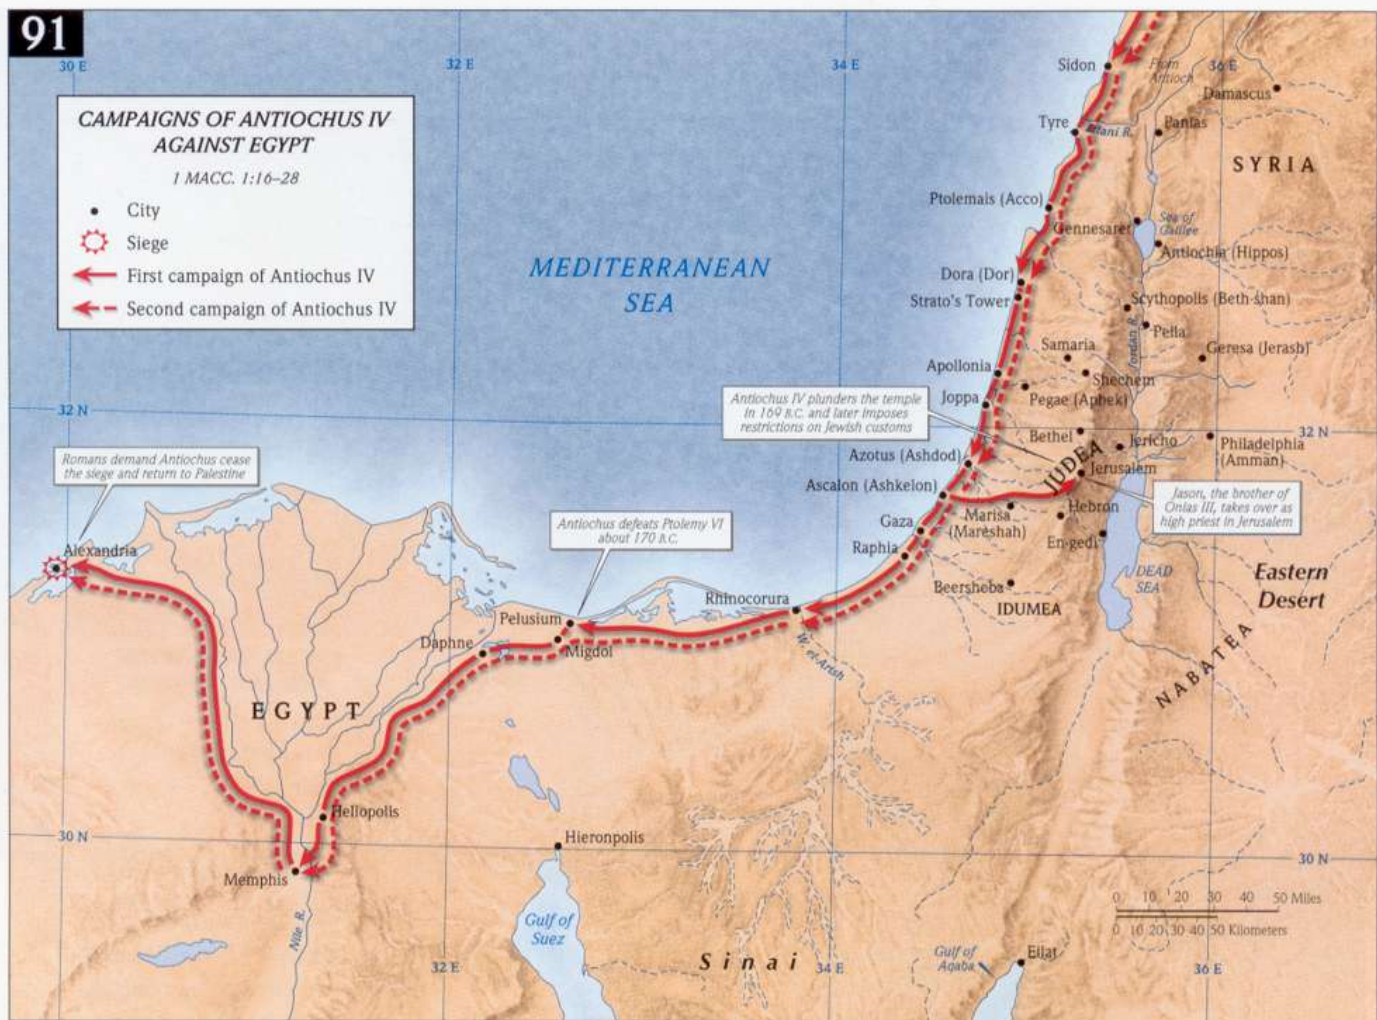 91
30 E
32 E
34 E
36 E
CAMPAIGNS OF ANTIOCHUS IV
AGAINST EGYPT
1 MACC. 1:16–28
City
Siege
First campaign of Antiochus IV
Second campaign of Antiochus IV
Sidon
From
Antioch
Damascus
Tyre
Litani R.
Panias
SYRIA
Ptolemais (Acco)
Gennesaret
Sea of
Galilee
Antiochia (Hippos)
MEDITERRANEAN
SEA
Dora (Dor)
Strato's Tower
Scythopolis (Beth-shan)
Pella
Jordan R.
Samaria
Geresa (Jerash)
Apollonia
Shechem
Joppa
Pegae (Aphek)
Antiochus IV plunders the temple
in 169 B.C. and later imposes
restrictions on Jewish customs
32 N
32 N
Bethel
Jericho
Philadelphia
(Amman)
JUDEA
Azotus (Ashdod)
Jerusalem
Ascalon (Ashkelon)
Romans demand Antiochus cease
the siege and return to Palestine
Jason, the brother of
Onias III, takes over as
high priest in Jerusalem
Marisa
(Mareshah)
Hebron
Gaza
Antiochus defeats Ptolemy VI
about 170 B.C.
En-gedi
Raphia
Alexandria
DEAD
SEA
Eastern
Desert
Beersheba
IDUMEA
Rhinocorura
Pelusium
Daphne
Migdol
W. el-Arish
NABATEA
EGYPT
Heliopolis
30 N
Hieronpolis
30 N
Memphis
Nile R.
Gulf of
Suez
0 10 20 30 40 50 Miles
0 10 20 30 40 50 Kilometers
Sinai
Gulf of
Aqaba
Eilat
32 E
34 E
36 E